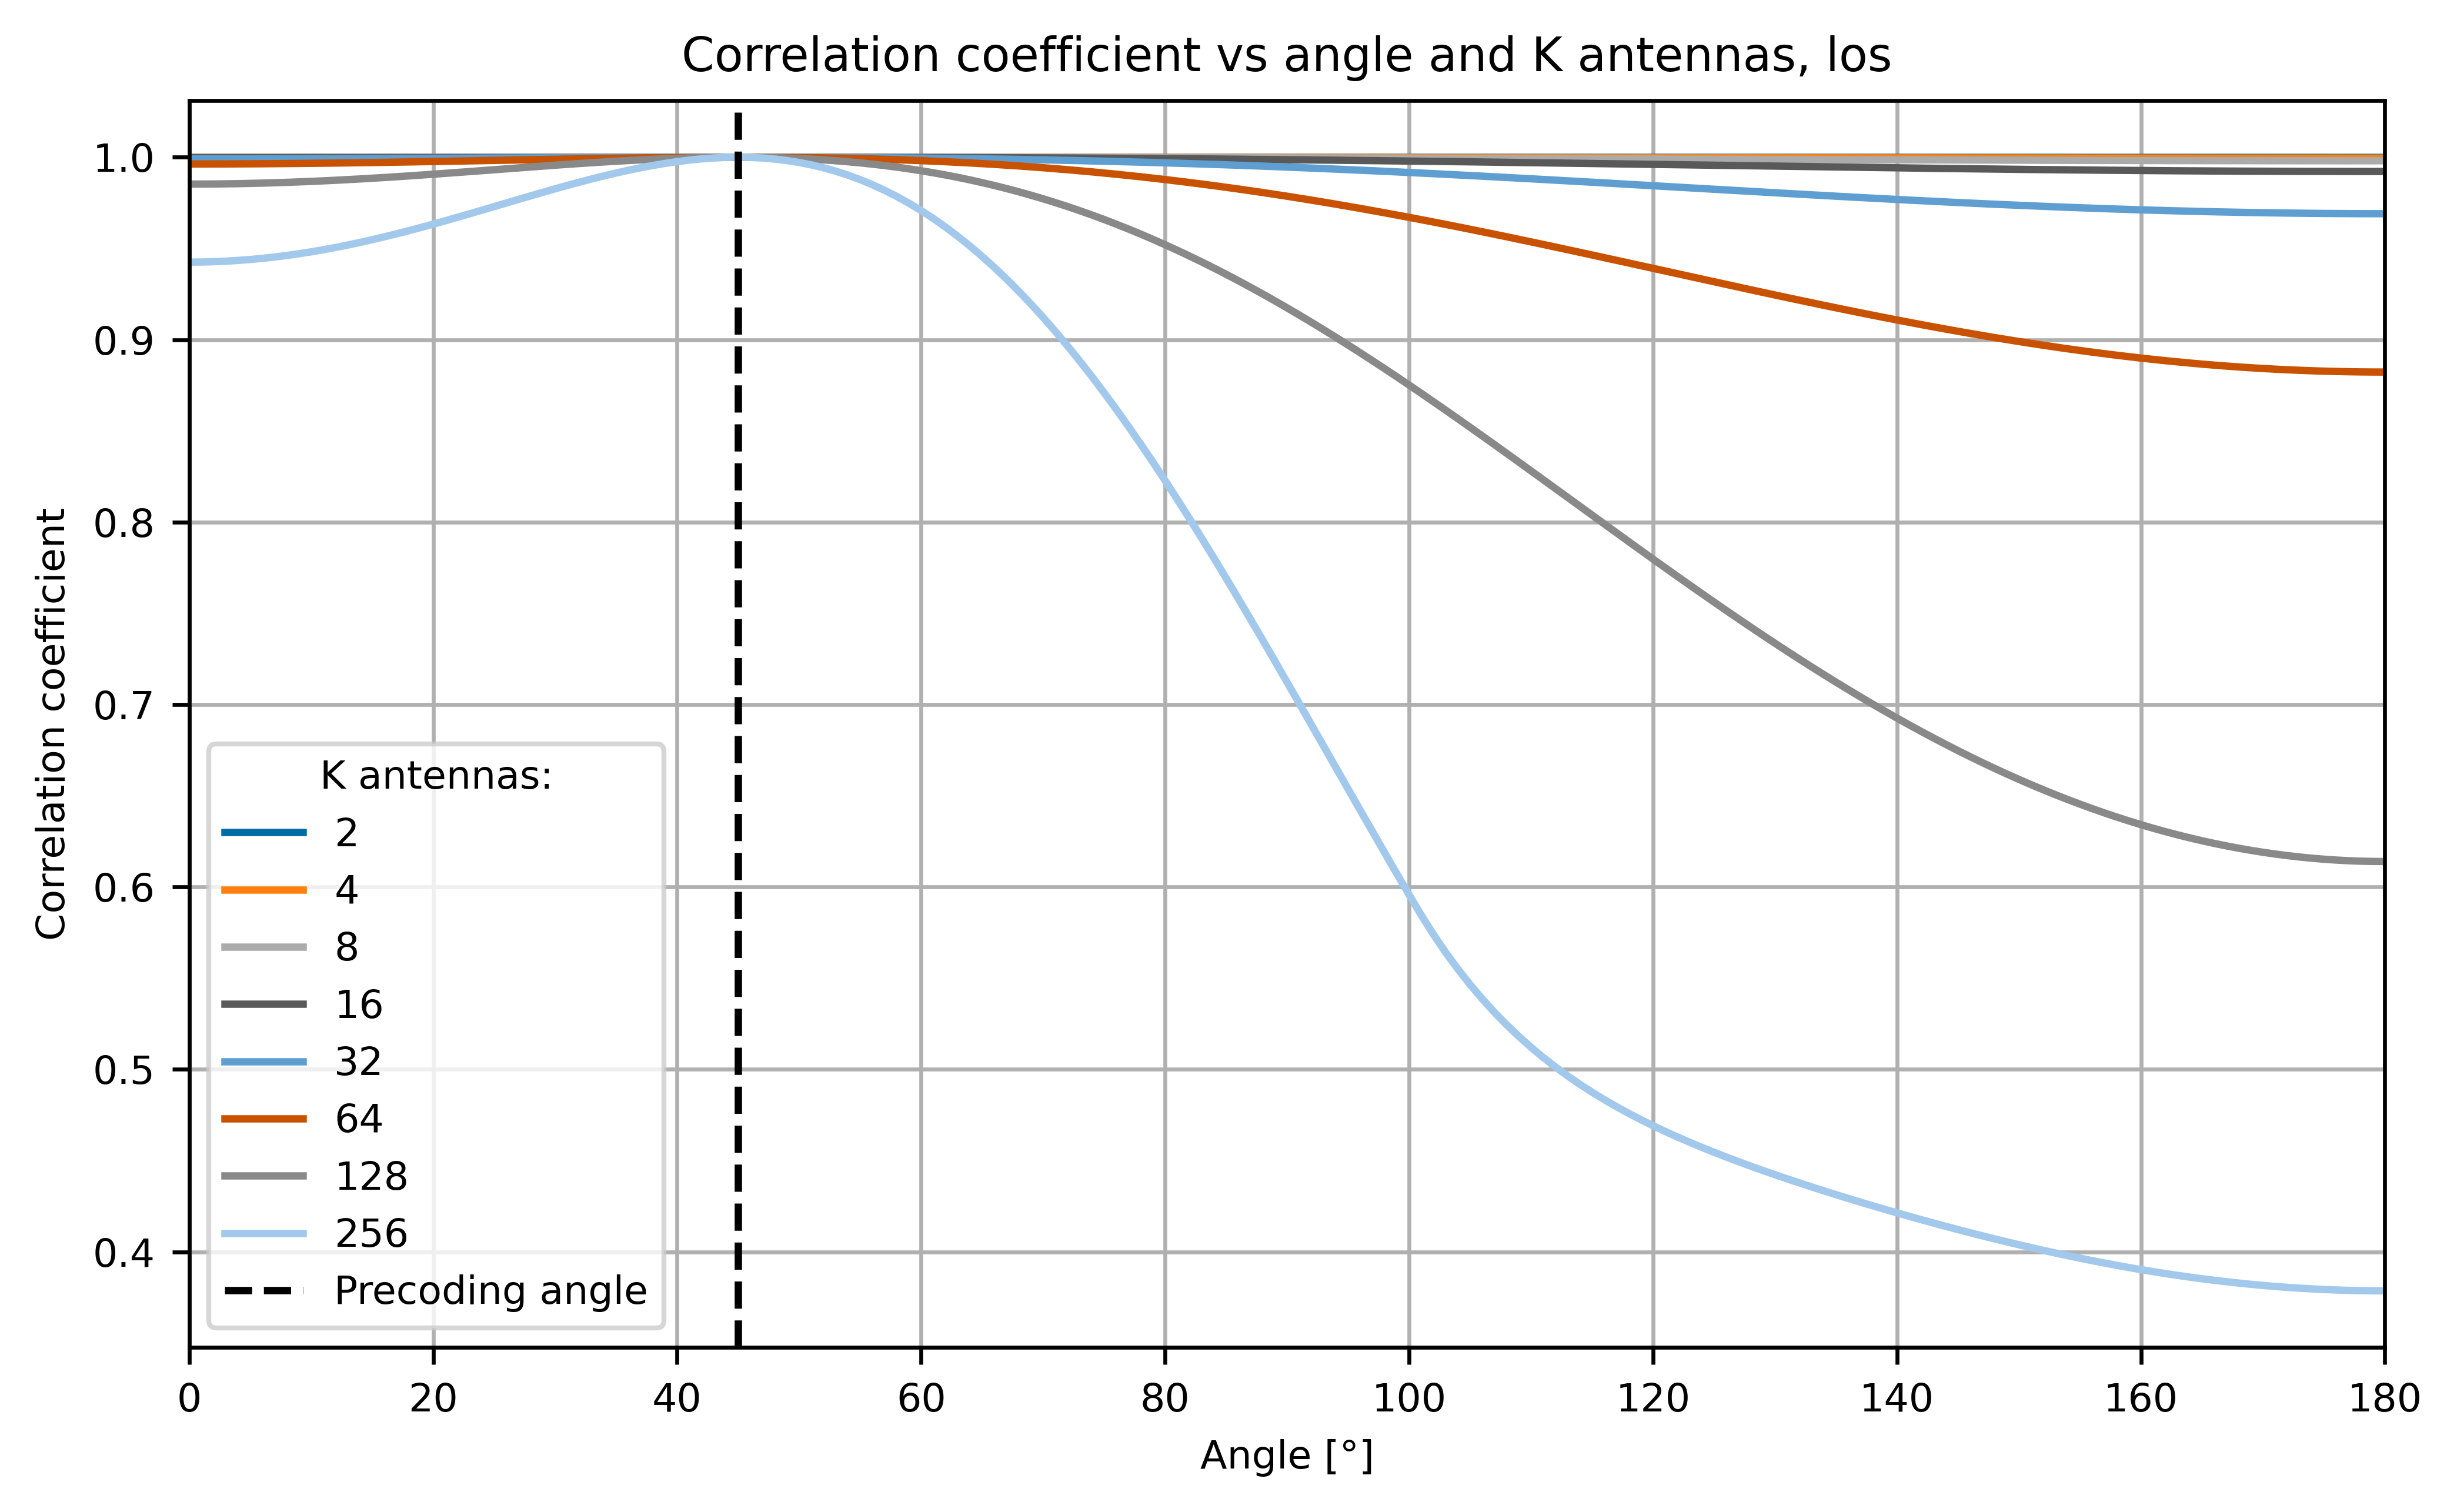 Correlation coefficient vs angle and K antennas, los
Correlation coefficient
1.0
0.9
0.8
0.7
0.6
0.5
0.4
K antennas:
2
4
8
16
32
64
128
256
Precoding angle
0 20 40 60 80 100 120 140 160 180
Angle [°]